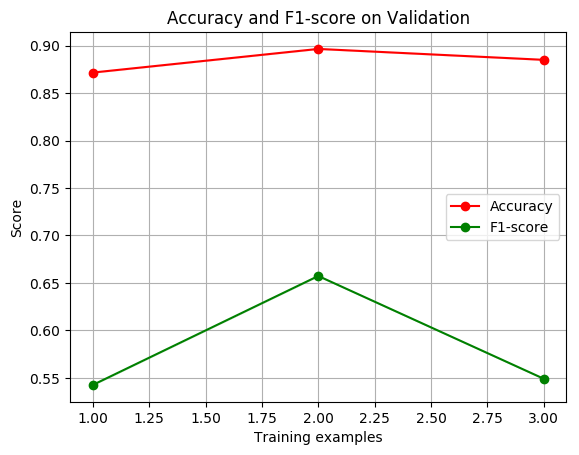 Accuracy and F1-score on Validation
0.90
0.85
0.80
0.75
0.70
0.65
0.60
0.55
Score
Accuracy
F1-score
1.00 1.25 1.50 1.75 2.00 2.25 2.50 2.75 3.00
Training examples